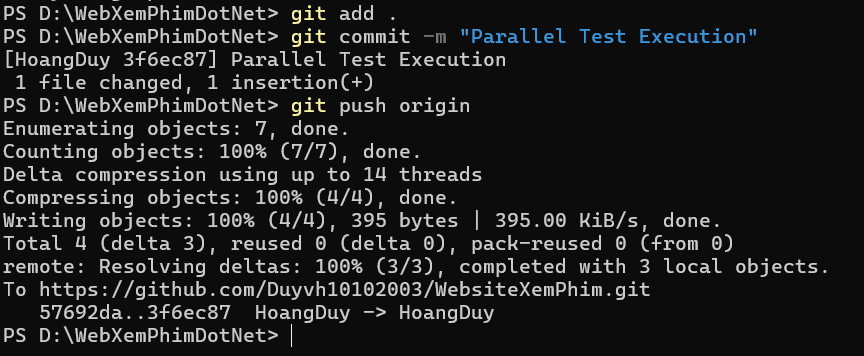 PS D:\WebXemPhimDotNet> git add .
PS D:\WebXemPhimDotNet> git commit -m "Parallel Test Execution"
[HoangDuy 3f6ec87] Parallel Test Execution
 1 file changed, 1 insertion(+)
PS D:\WebXemPhimDotNet> git push origin
Enumerating objects: 7, done.
Counting objects: 100% (7/7), done.
Delta compression using up to 14 threads
Compressing objects: 100% (4/4), done.
Writing objects: 100% (4/4), 395 bytes | 395.00 KiB/s, done.
Total 4 (delta 3), reused 0 (delta 0), pack-reused 0 (from 0)
remote: Resolving deltas: 100% (3/3), completed with 3 local objects.
To https://github.com/Duyvh10102003/WebsiteXemPhim.git
   57692da..3f6ec87  HoangDuy -> HoangDuy
PS D:\WebXemPhimDotNet>